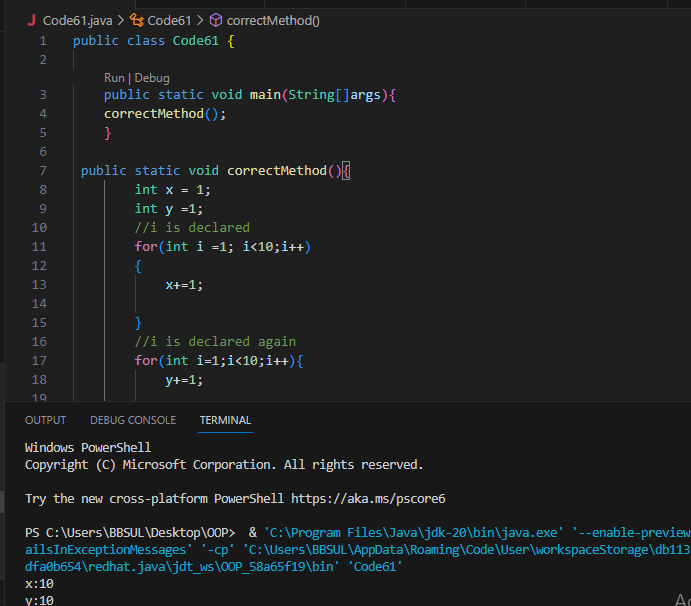 Code61.java > Code61 > correctMethod()
1 public class Code61 {
2
Run | Debug
3 public static void main(String[]args){
4 correctMethod();
5 }
6
7 public static void correctMethod(){
8 int x = 1;
9 int y =1;
10 //i is declared
11 for(int i =1; i<10;i++)
12 {
13 x+=1;
14
15 }
16 //i is declared again
17 for(int i=1;i<10;i++){
18 y+=1;
19
OUTPUT DEBUG CONSOLE TERMINAL
Windows PowerShell
Copyright (C) Microsoft Corporation. All rights reserved.
Try the new cross-platform PowerShell https://aka.ms/pscore6
PS C:\Users\BBSUL\Desktop\OOP> & 'C:\Program Files\Java\jdk-20\bin\java.exe' '--enable-preview
ailsInExceptionMessages' '-cp' 'C:\Users\BBSUL\AppData\Roaming\Code\User\workspaceStorage\db113
dfa0b654\redhat.java\jdt_ws\OOP_58a65f19\bin' 'Code61'
x:10
y:10